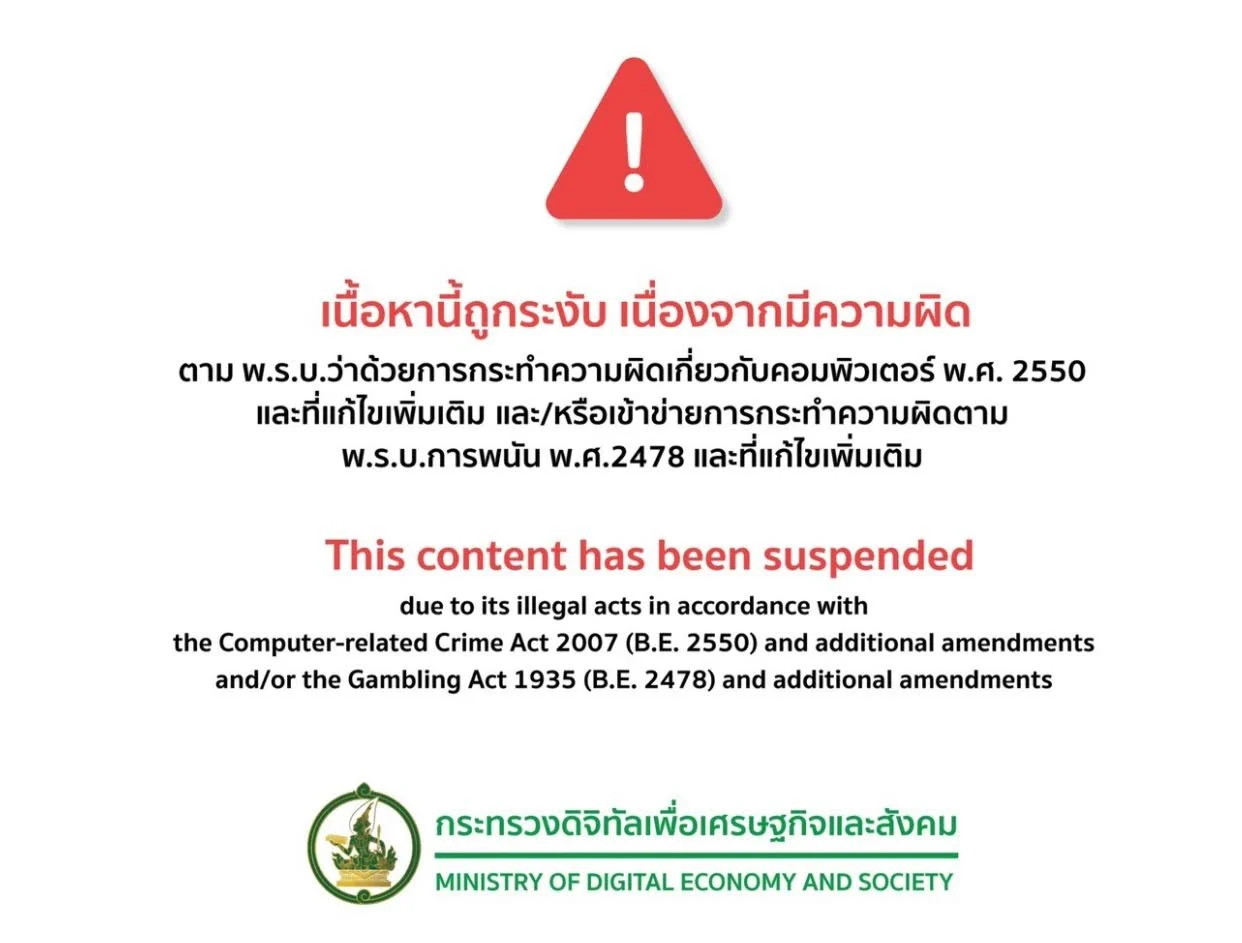 เนื้อหานี้ถูกระงับ เนื่องจากมีความผิด
ตาม พ.ร.บ.ว่าด้วยการกระทำความผิดเกี่ยวกับคอมพิวเตอร์ พ.ศ. 2550
และที่แก้ไขเพิ่มเติม และ/หรือเข้าข่ายการกระทำความผิดตาม
พ.ร.บ.การพนัน พ.ศ.2478 และที่แก้ไขเพิ่มเติม
This content has been suspended
due to its illegal acts in accordance with
the Computer-related Crime Act 2007 (B.E. 2550) and additional amendments
and/or the Gambling Act 1935 (B.E. 2478) and additional amendments
กระทรวงดิจิทัลเพื่อเศรษฐกิจและสังคม
MINISTRY OF DIGITAL ECONOMY AND SOCIETY